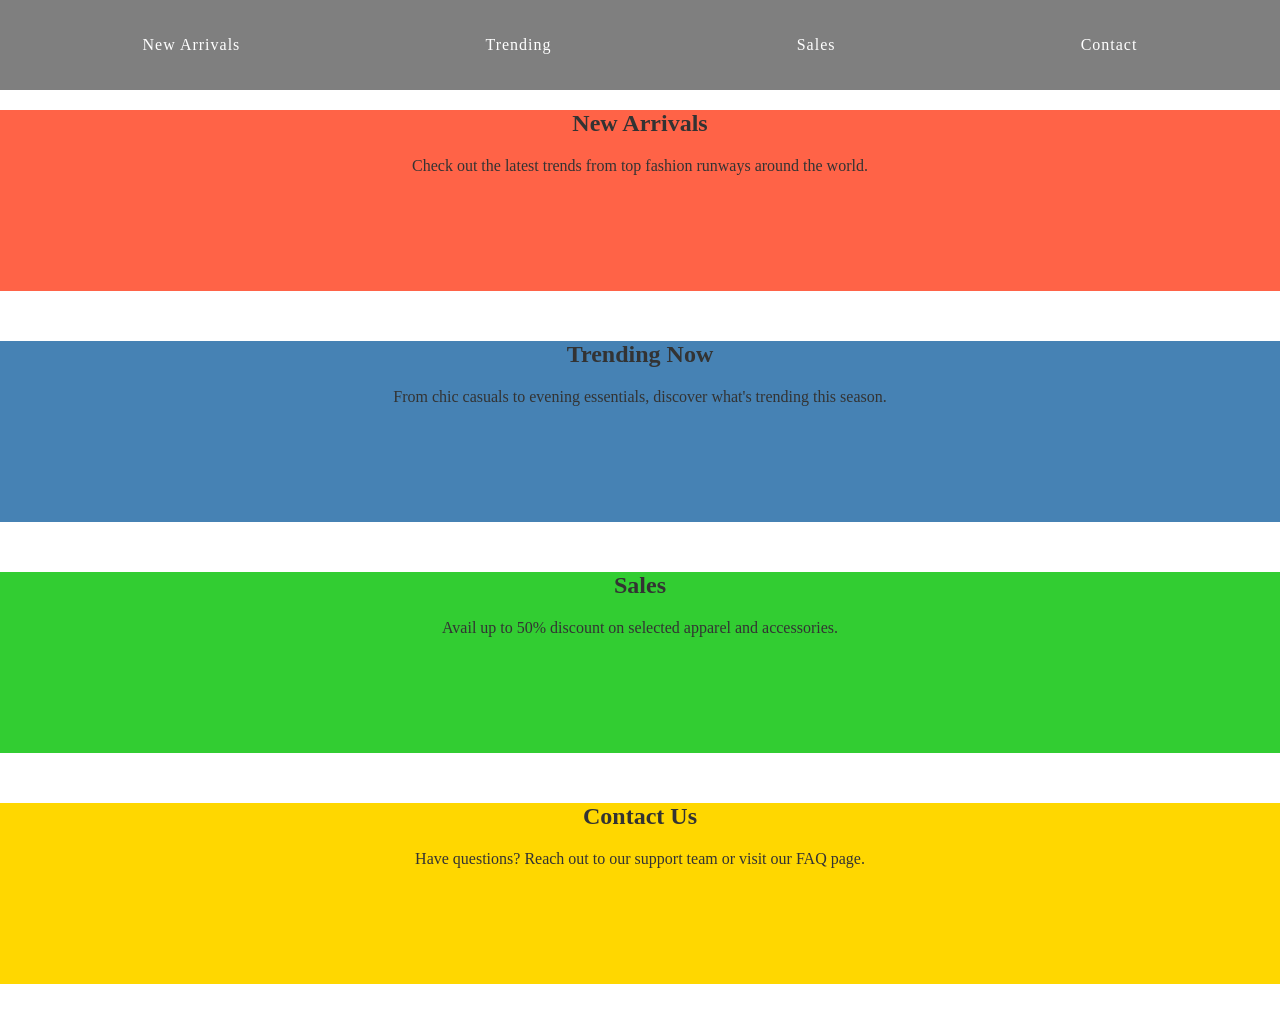 New Arrivals Trending Sales Contact
New Arrivals
Check out the latest trends from top fashion runways around the world.
Trending Now
From chic casuals to evening essentials, discover what's trending this season.
Sales
Avail up to 50% discount on selected apparel and accessories.
Contact Us
Have questions? Reach out to our support team or visit our FAQ page.